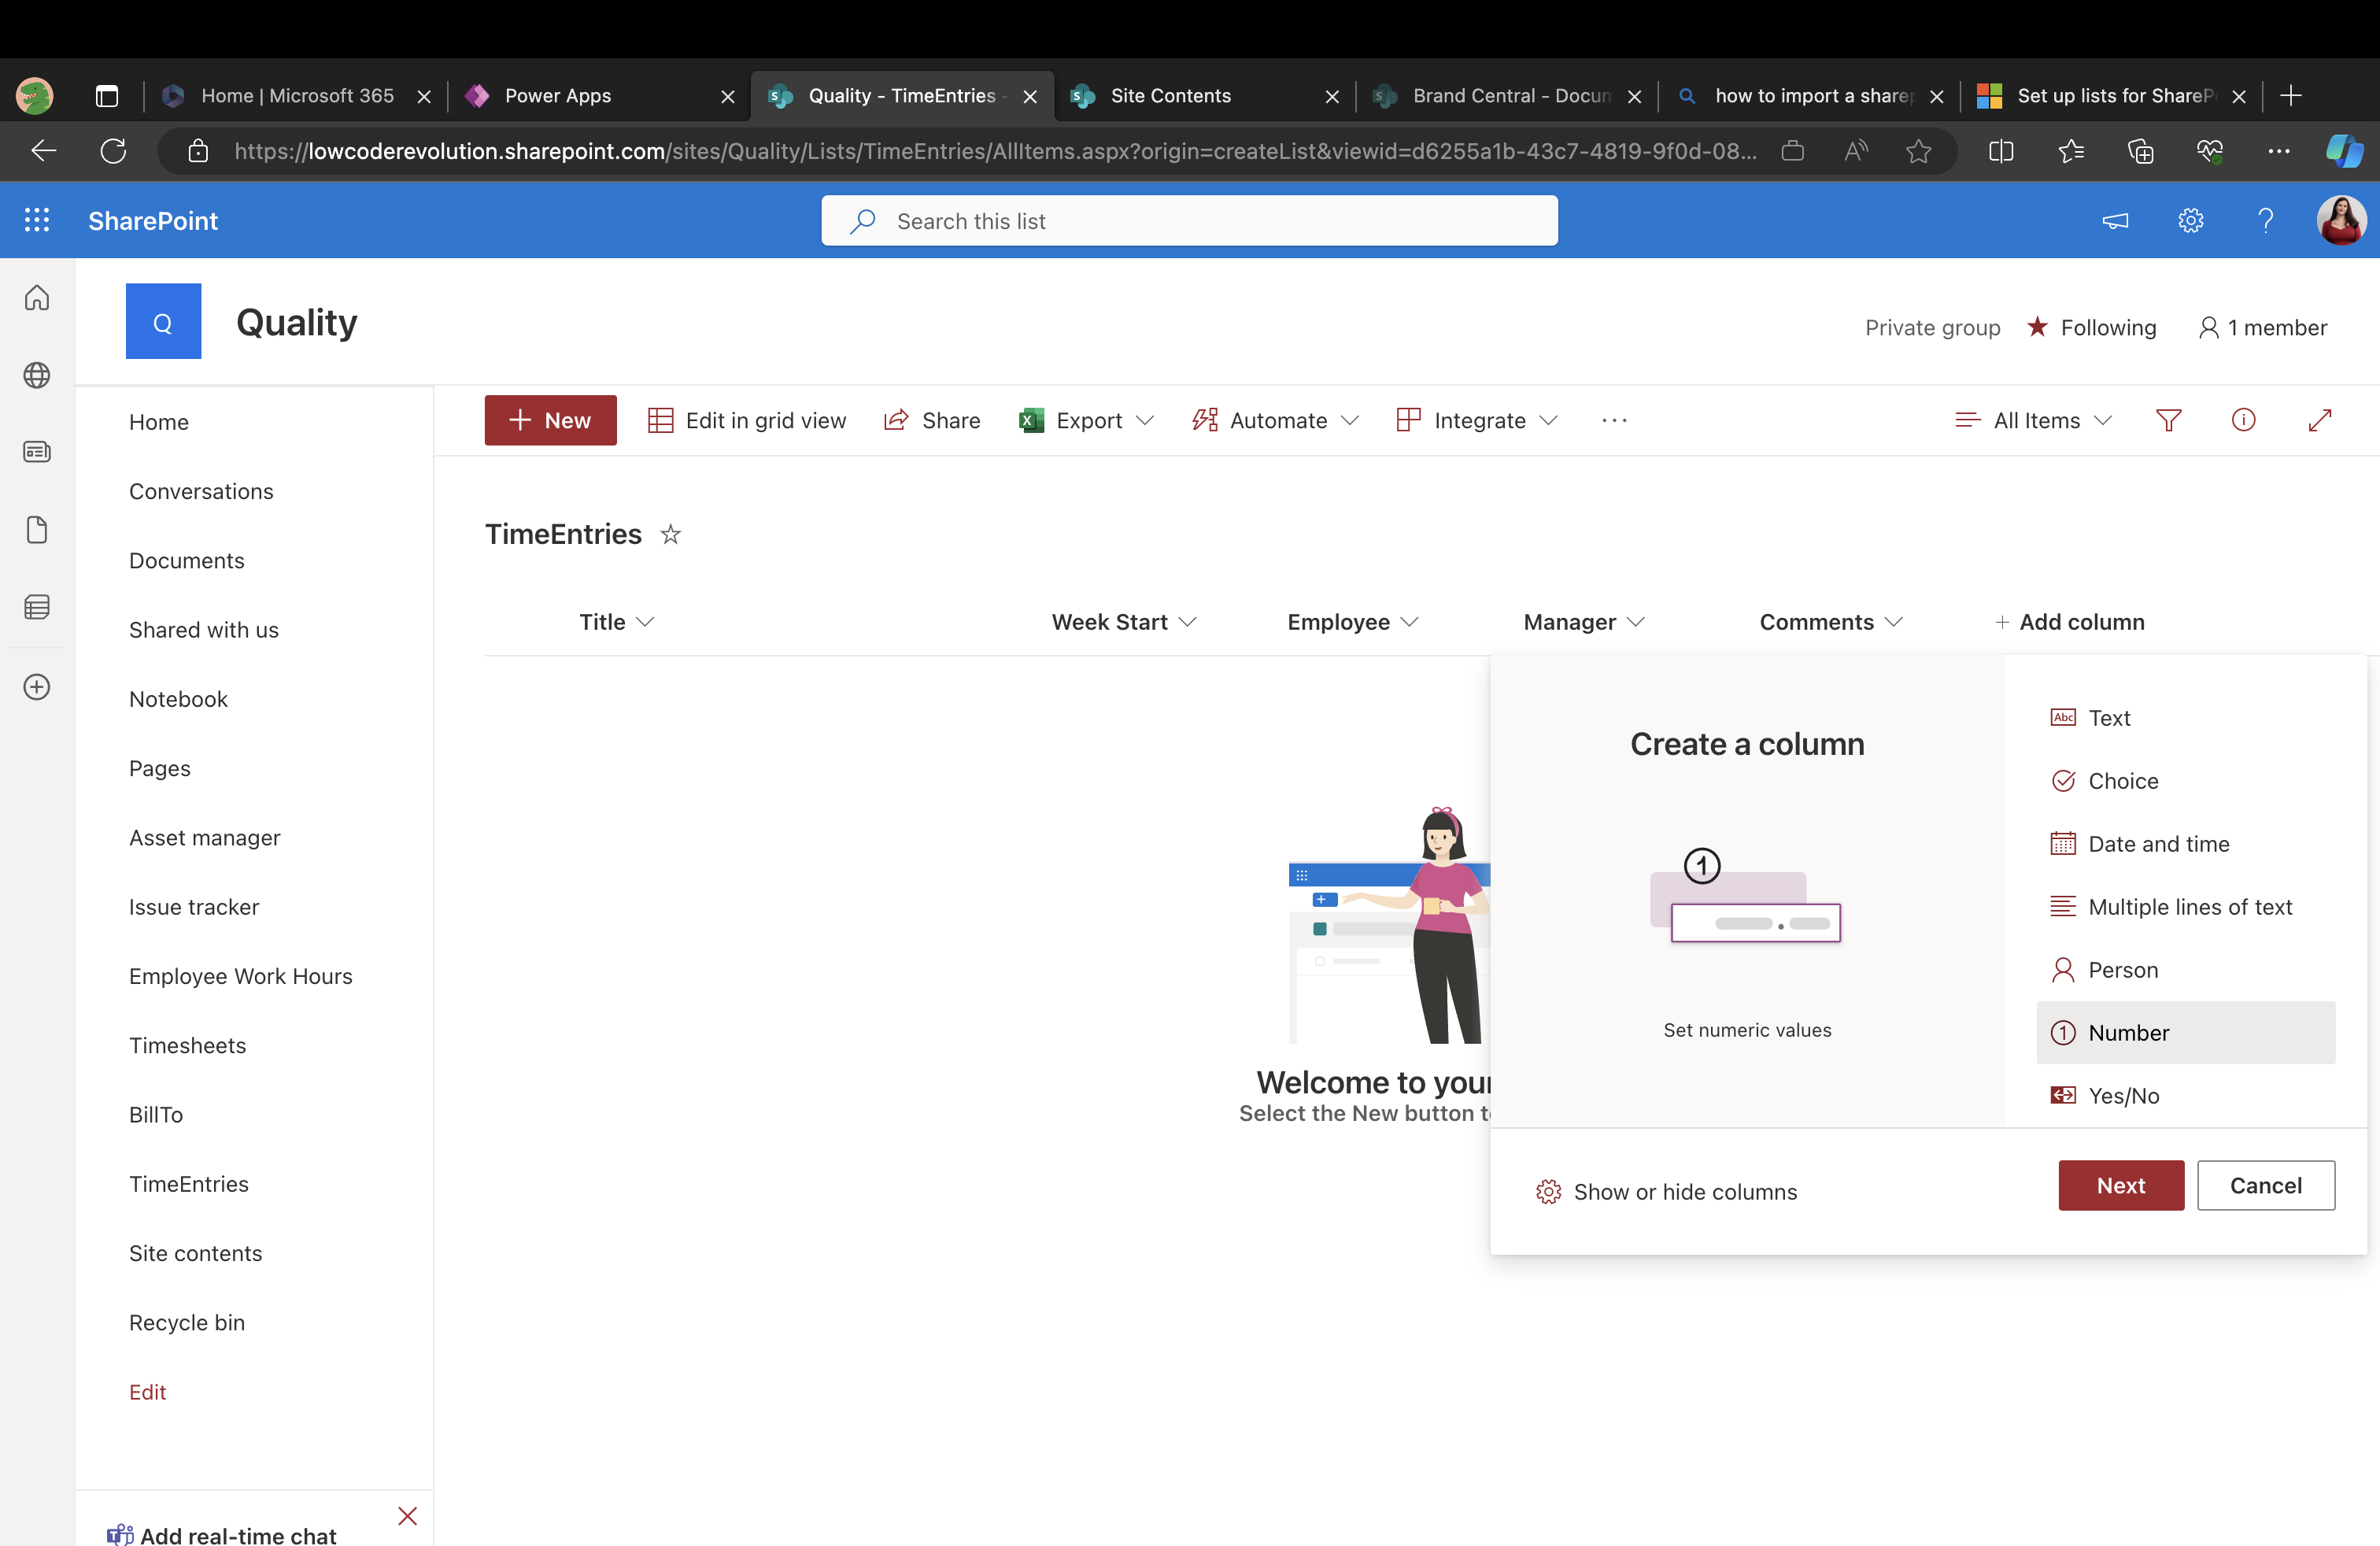 Home | Microsoft 365
Power Apps
Quality - TimeEntries -
Site Contents
Brand Central - Docum
how to import a sharep
Set up lists for ShareP
https://lowcoderevolution.sharepoint.com/sites/Quality/Lists/TimeEntries/AllItems.aspx?origin=createList&viewid=d6255a1b-43c7-4819-9f0d-08...
SharePoint
Search this list
Q
Quality
Private group
Following
1 member
Home
Conversations
Documents
Shared with us
Notebook
Pages
Asset manager
Issue tracker
Employee Work Hours
Timesheets
BillTo
TimeEntries
Site contents
Recycle bin
Edit
Add real-time chat
New
Edit in grid view
Share
Export
Automate
Integrate
All Items
TimeEntries
Title
Week Start
Employee
Manager
Comments
Add column
Welcome to your
Select the New button t
Create a column
1
Set numeric values
Abc Text
Choice
Date and time
Multiple lines of text
Person
1 Number
Yes/No
Show or hide columns
Next
Cancel